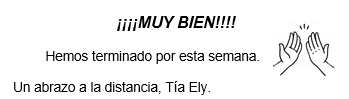 ¡¡¡¡MUY BIEN!!!!
Hemos terminado por esta semana.
Un abrazo a la distancia, Tía Ely.